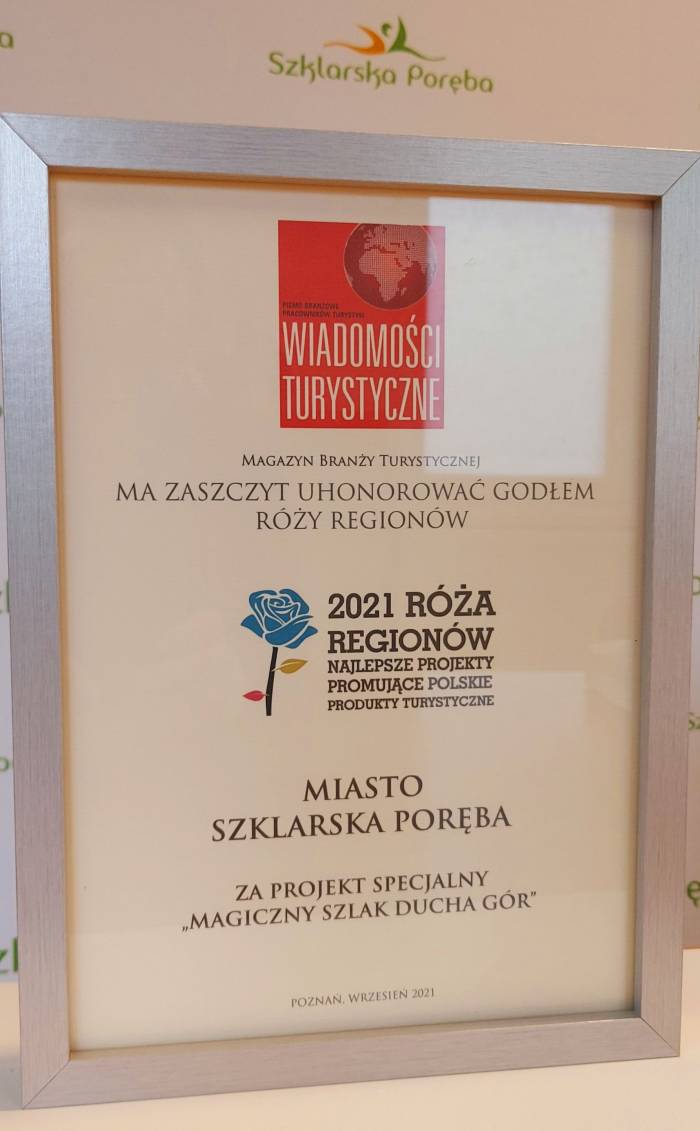 Szklarska Poręba
PISMO BRANŻOWE
PRACOWNIKÓW TURYSTYKI
WIADOMOŚCI
TURYSTYCZNE
MAGAZYN BRANŻY TURYSTYCZNEJ
MA ZASZCZYT UHONOROWAĆ GODŁEM
RÓŻY REGIONÓW
2021 RÓŻA
REGIONÓW
NAJLEPSZE PROJEKTY
PROMUJĄCE POLSKIE
PRODUKTY TURYSTYCZNE
MIASTO
SZKLARSKA PORĘBA
ZA PROJEKT SPECJALNY
„MAGICZNY SZLAK DUCHA GÓR”
POZNAŃ, WRZESIEŃ 2021